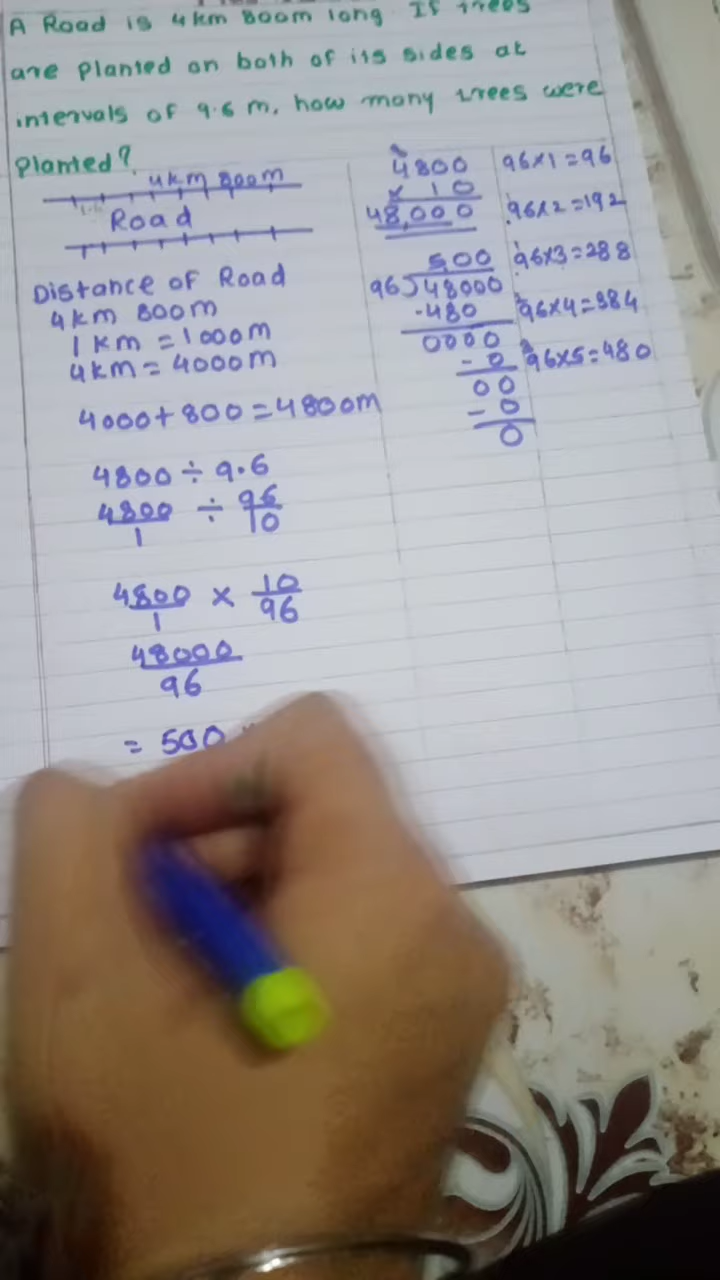 A Road is 4km 800m long If trees
are planted on both of its sides at
intervals of 9.6 m, how many trees were
Planted?
4km 800m
Road
Distance of Road
4km 800m
1km = 1000m
4km = 4000m
4000 + 800 = 4800m
4800 ÷ 9.6
4800/1 ÷ 96/10
4800/1 × 10/96
48000/96
= 500
4800
× 10
48,000
500
96)48000
-480
0000
- 0
00
- 0
0
96×1=96
96×2=192
96×3=288
96×4=384
96×5=480